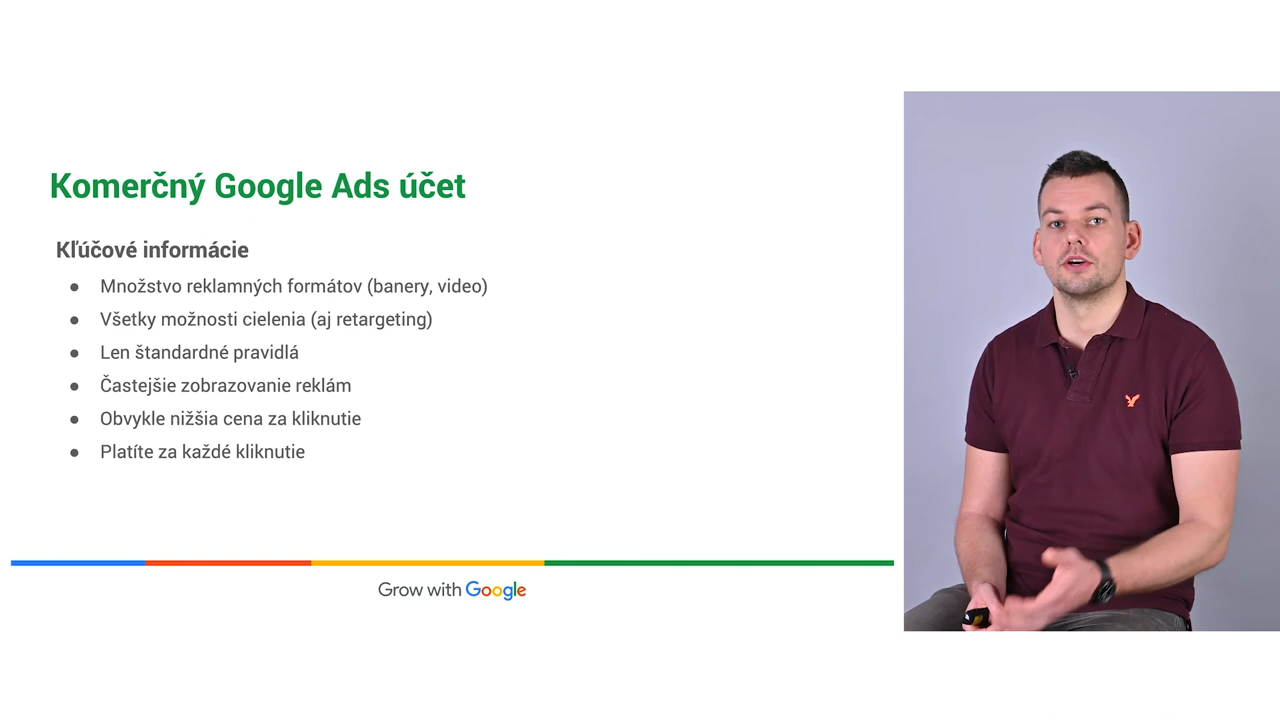 Komerčný Google Ads účet
Kľúčové informácie
● Množstvo reklamných formátov (banery, video)
● Všetky možnosti cielenia (aj retargeting)
● Len štandardné pravidlá
● Častejšie zobrazovanie reklám
● Obvykle nižšia cena za kliknutie
● Platíte za každé kliknutie
Grow with Google